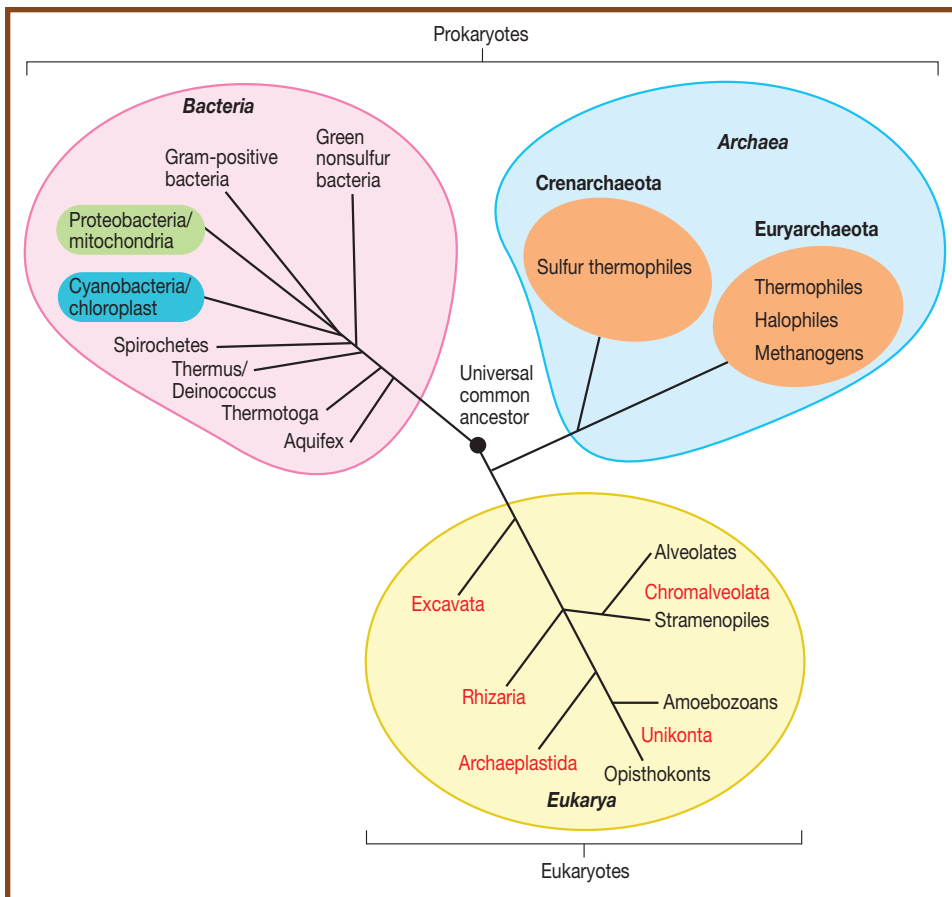 Prokaryotes
Bacteria
Green
nonsulfur
bacteria
Gram-positive
bacteria
Proteobacteria/
mitochondria
Cyanobacteria/
chloroplast
Spirochetes
Thermus/
Deinococcus
Thermotoga
Aquifex
Archaea
Crenarchaeota
Sulfur thermophiles
Euryarchaeota
Thermophiles
Halophiles
Methanogens
Universal
common
ancestor
Alveolates
Chromalveolata
Stramenopiles
Excavata
Rhizaria
Archaeplastida
Amoebozoans
Unikonta
Opisthokonts
Eukarya
Eukaryotes